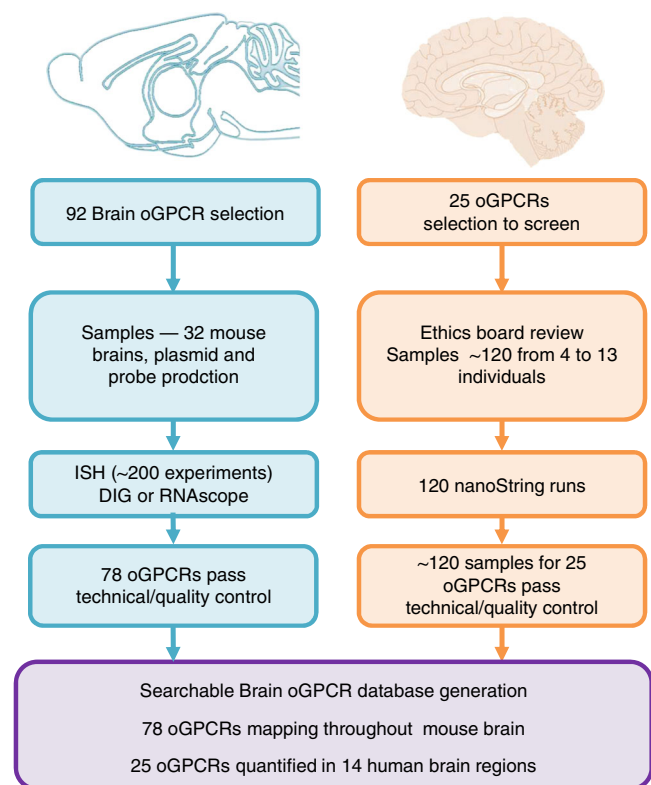 92 Brain oGPCR selection
Samples — 32 mouse
brains, plasmid and
probe prodction
ISH (~200 experiments)
DIG or RNAscope
78 oGPCRs pass
technical/quality control
25 oGPCRs
selection to screen
Ethics board review
Samples ~120 from 4 to 13
individuals
120 nanoString runs
~120 samples for 25
oGPCRs pass
technical/quality control
Searchable Brain oGPCR database generation
78 oGPCRs mapping throughout mouse brain
25 oGPCRs quantified in 14 human brain regions